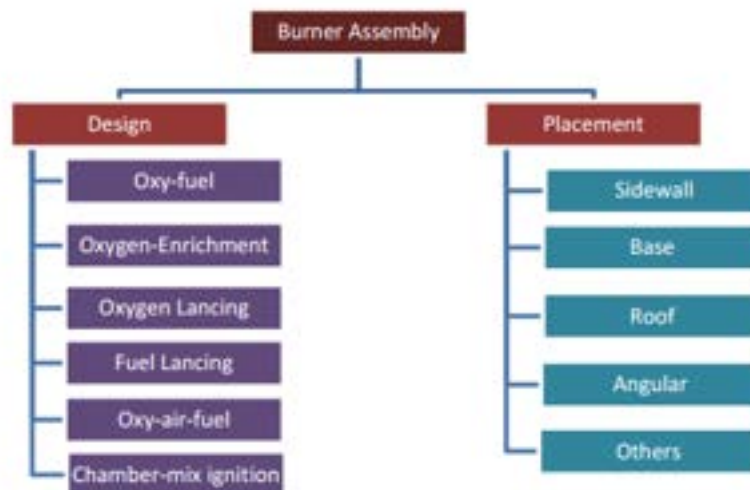 Burner Assembly
Design
Oxy-fuel
Oxygen-Enrichment
Oxygen Lancing
Fuel Lancing
Oxy-air-fuel
Chamber-mix ignition
Placement
Sidewall
Base
Roof
Angular
Others